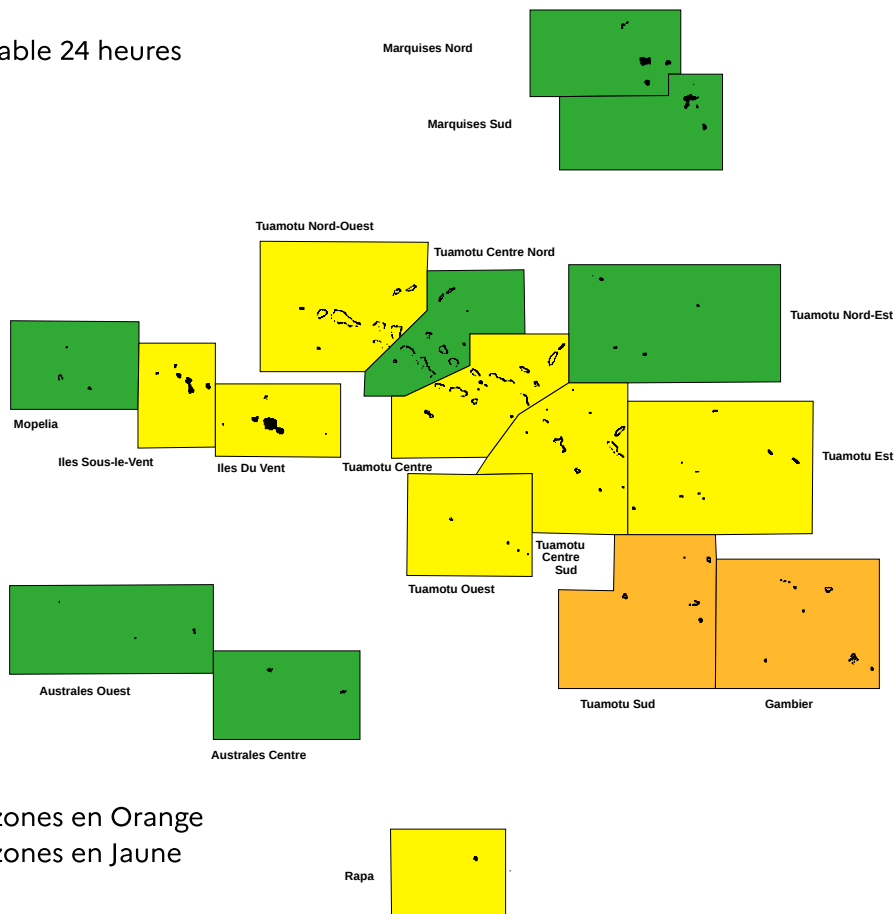 able 24 heures
Marquises Nord
Marquises Sud
Tuamotu Nord-Ouest
Tuamotu Centre Nord
Tuamotu Nord-Est
Mopelia
Iles Sous-le-Vent
Iles Du Vent
Tuamotu Centre
Tuamotu Est
Tuamotu
Centre
Sud
Tuamotu Ouest
Australes Ouest
Tuamotu Sud
Gambier
Australes Centre
zones en Orange
zones en Jaune
Rapa